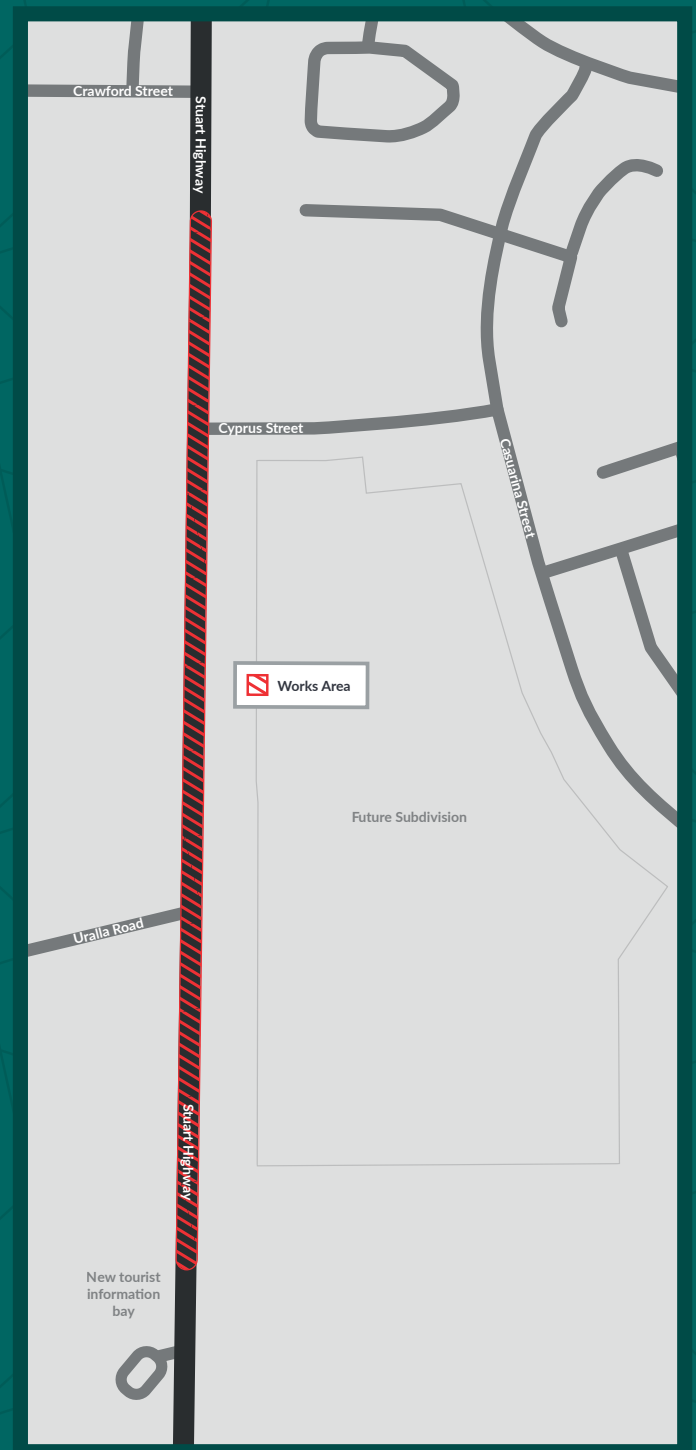 Crawford Street
Stuart Highway
Cyprus Street
Casuarina Street
Works Area
Future Subdivision
Uralla Road
Stuart Highway
New tourist
information
bay